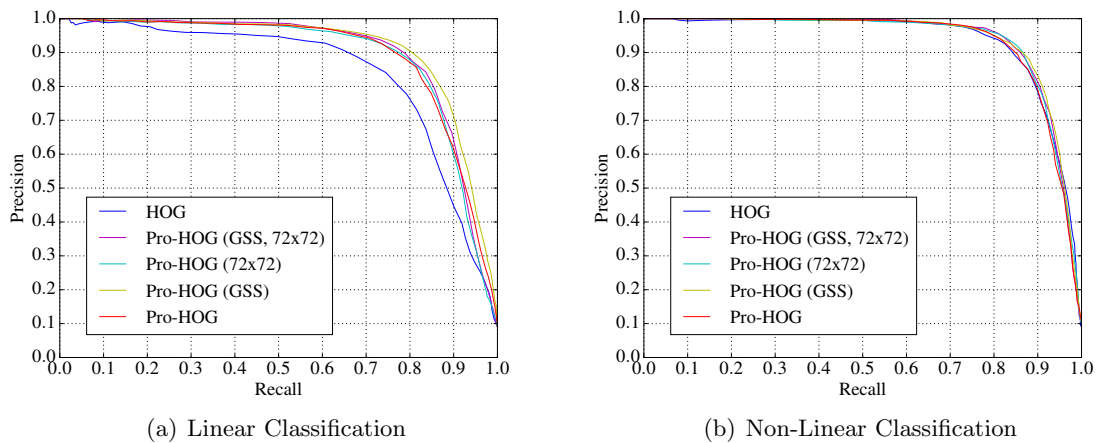 1.0
0.9
0.8
0.7
0.6
0.5
0.4
0.3
0.2
0.1
0.0
Precision
HOG
Pro-HOG (GSS, 72x72)
Pro-HOG (72x72)
Pro-HOG (GSS)
Pro-HOG
0.0 0.1 0.2 0.3 0.4 0.5 0.6 0.7 0.8 0.9 1.0
Recall
(a) Linear Classification
1.0
0.9
0.8
0.7
0.6
0.5
0.4
0.3
0.2
0.1
0.0
Precision
HOG
Pro-HOG (GSS, 72x72)
Pro-HOG (72x72)
Pro-HOG (GSS)
Pro-HOG
0.0 0.1 0.2 0.3 0.4 0.5 0.6 0.7 0.8 0.9 1.0
Recall
(b) Non-Linear Classification